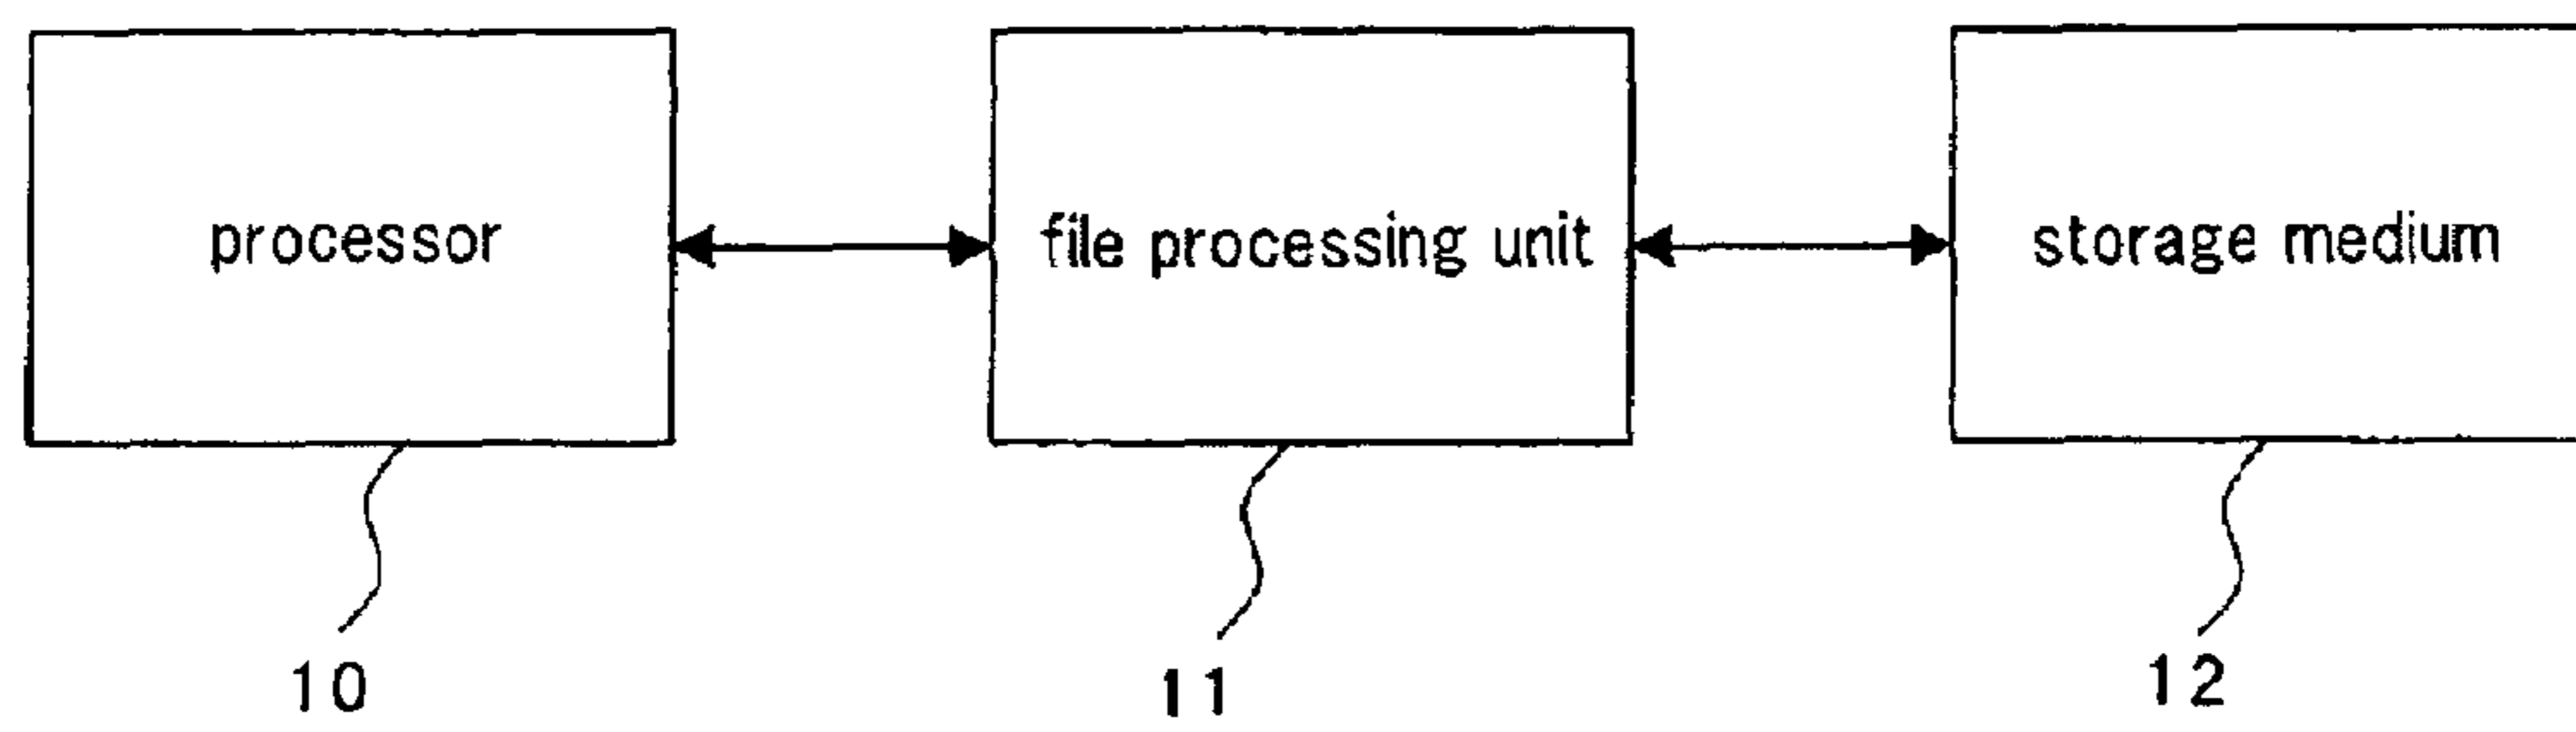 processor
file processing unit
storage medium
10
11
12